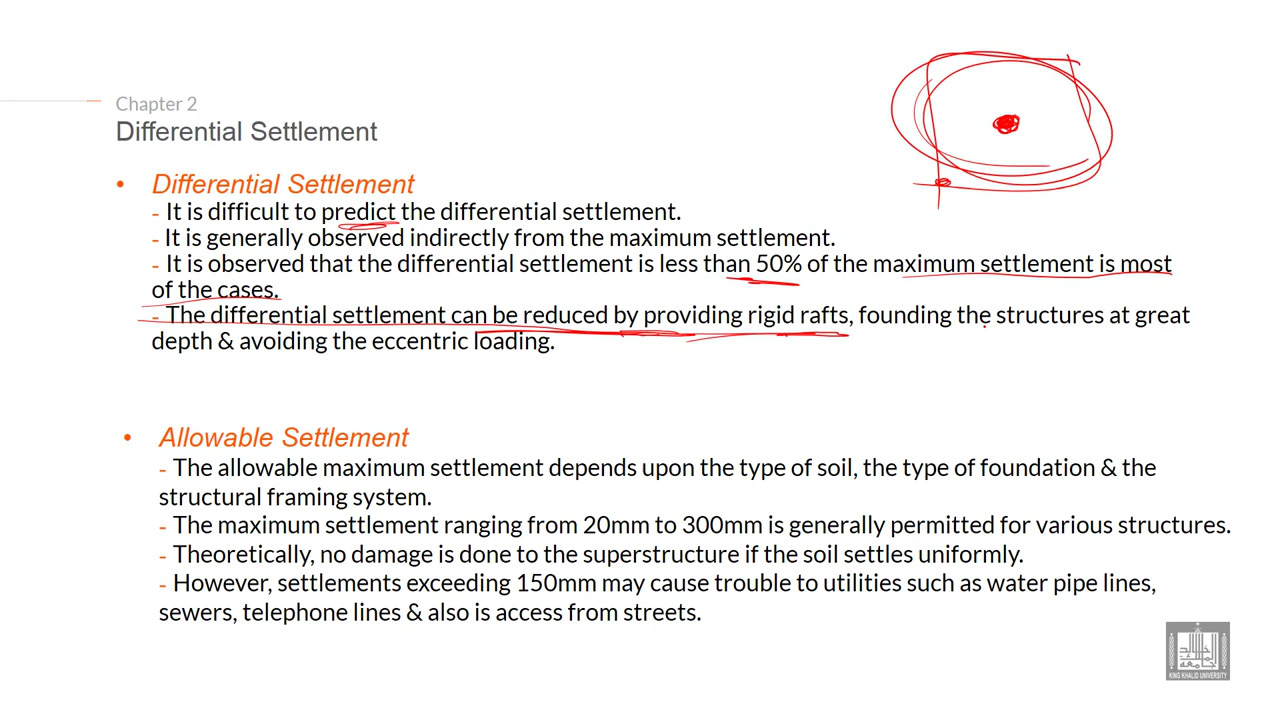 Chapter 2
Differential Settlement
• Differential Settlement
- It is difficult to predict the differential settlement.
- It is generally observed indirectly from the maximum settlement.
- It is observed that the differential settlement is less than 50% of the maximum settlement is most
of the cases.
- The differential settlement can be reduced by providing rigid rafts, founding the structures at great
depth & avoiding the eccentric loading.
• Allowable Settlement
- The allowable maximum settlement depends upon the type of soil, the type of foundation & the
structural framing system.
- The maximum settlement ranging from 20mm to 300mm is generally permitted for various structures.
- Theoretically, no damage is done to the superstructure if the soil settles uniformly.
- However, settlements exceeding 150mm may cause trouble to utilities such as water pipe lines,
sewers, telephone lines & also is access from streets.
KING KHALID UNIVERSITY